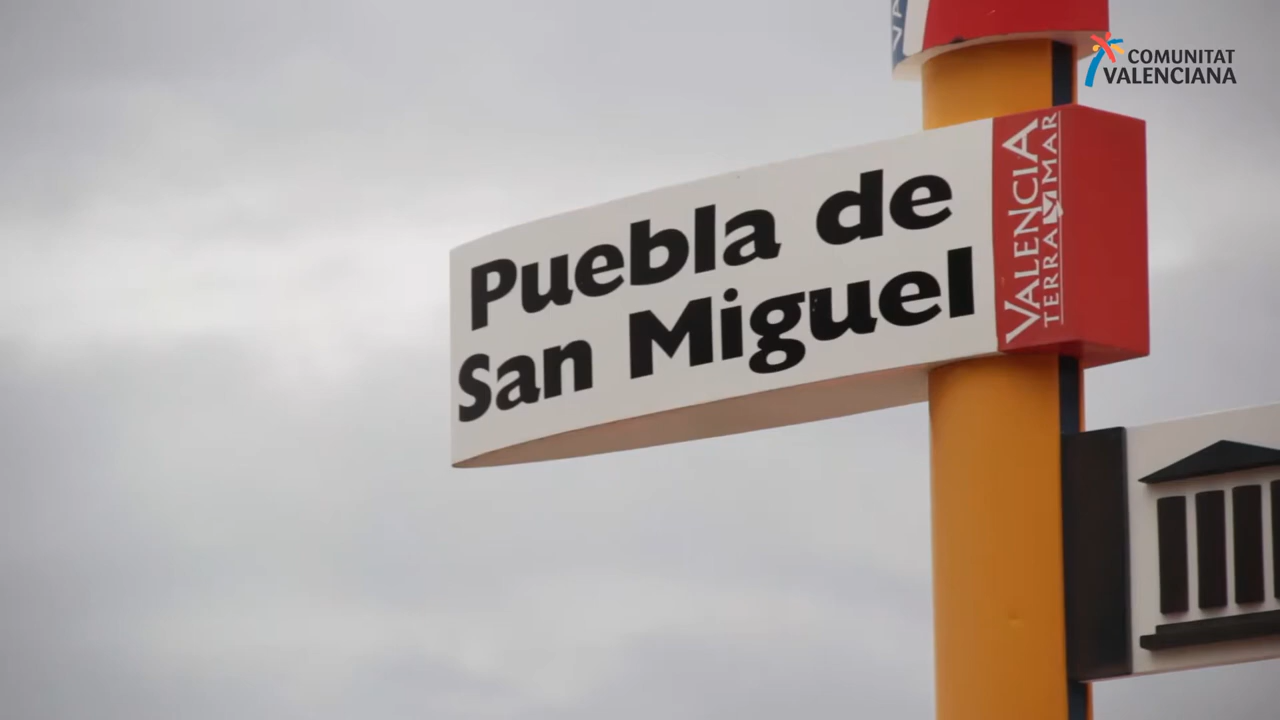 COMUNITAT
VALENCIANA
Puebla de
San Miguel
VALENCIA
TERRA Y MAR